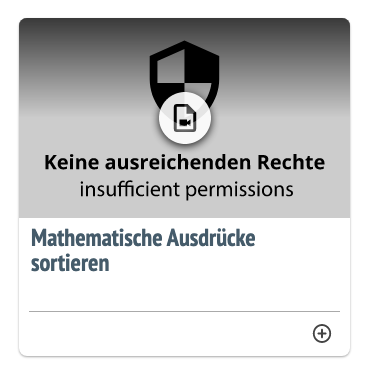 Keine ausreichenden Rechte
insufficient permissions
Mathematische Ausdrücke
sortieren